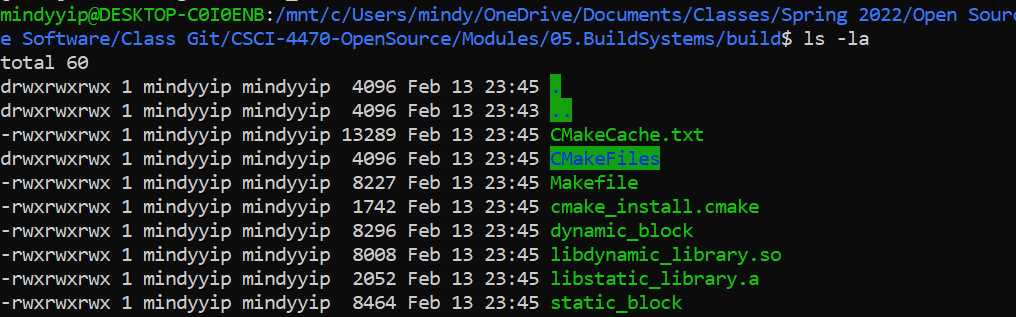 mindyyip@DESKTOP-C0I0ENB:/mnt/c/Users/mindy/OneDrive/Documents/Classes/Spring 2022/Open Sourc
e Software/Class Git/CSCI-4470-OpenSource/Modules/05.BuildSystems/build$ ls -la
total 60
drwxrwxrwx 1 mindyyip mindyyip  4096 Feb 13 23:45 .
drwxrwxrwx 1 mindyyip mindyyip  4096 Feb 13 23:43 ..
-rwxrwxrwx 1 mindyyip mindyyip 13289 Feb 13 23:45 CMakeCache.txt
drwxrwxrwx 1 mindyyip mindyyip  4096 Feb 13 23:45 CMakeFiles
-rwxrwxrwx 1 mindyyip mindyyip  8227 Feb 13 23:45 Makefile
-rwxrwxrwx 1 mindyyip mindyyip  1742 Feb 13 23:45 cmake_install.cmake
-rwxrwxrwx 1 mindyyip mindyyip  8296 Feb 13 23:45 dynamic_block
-rwxrwxrwx 1 mindyyip mindyyip  8008 Feb 13 23:45 libdynamic_library.so
-rwxrwxrwx 1 mindyyip mindyyip  2052 Feb 13 23:45 libstatic_library.a
-rwxrwxrwx 1 mindyyip mindyyip  8464 Feb 13 23:45 static_block